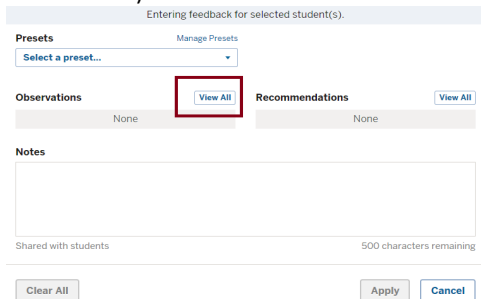 Entering feedback for selected student(s).
Presets
Manage Presets
Select a preset...
Observations
View All
Recommendations
View All
None
None
Notes
Shared with students
500 characters remaining
Clear All
Apply
Cancel